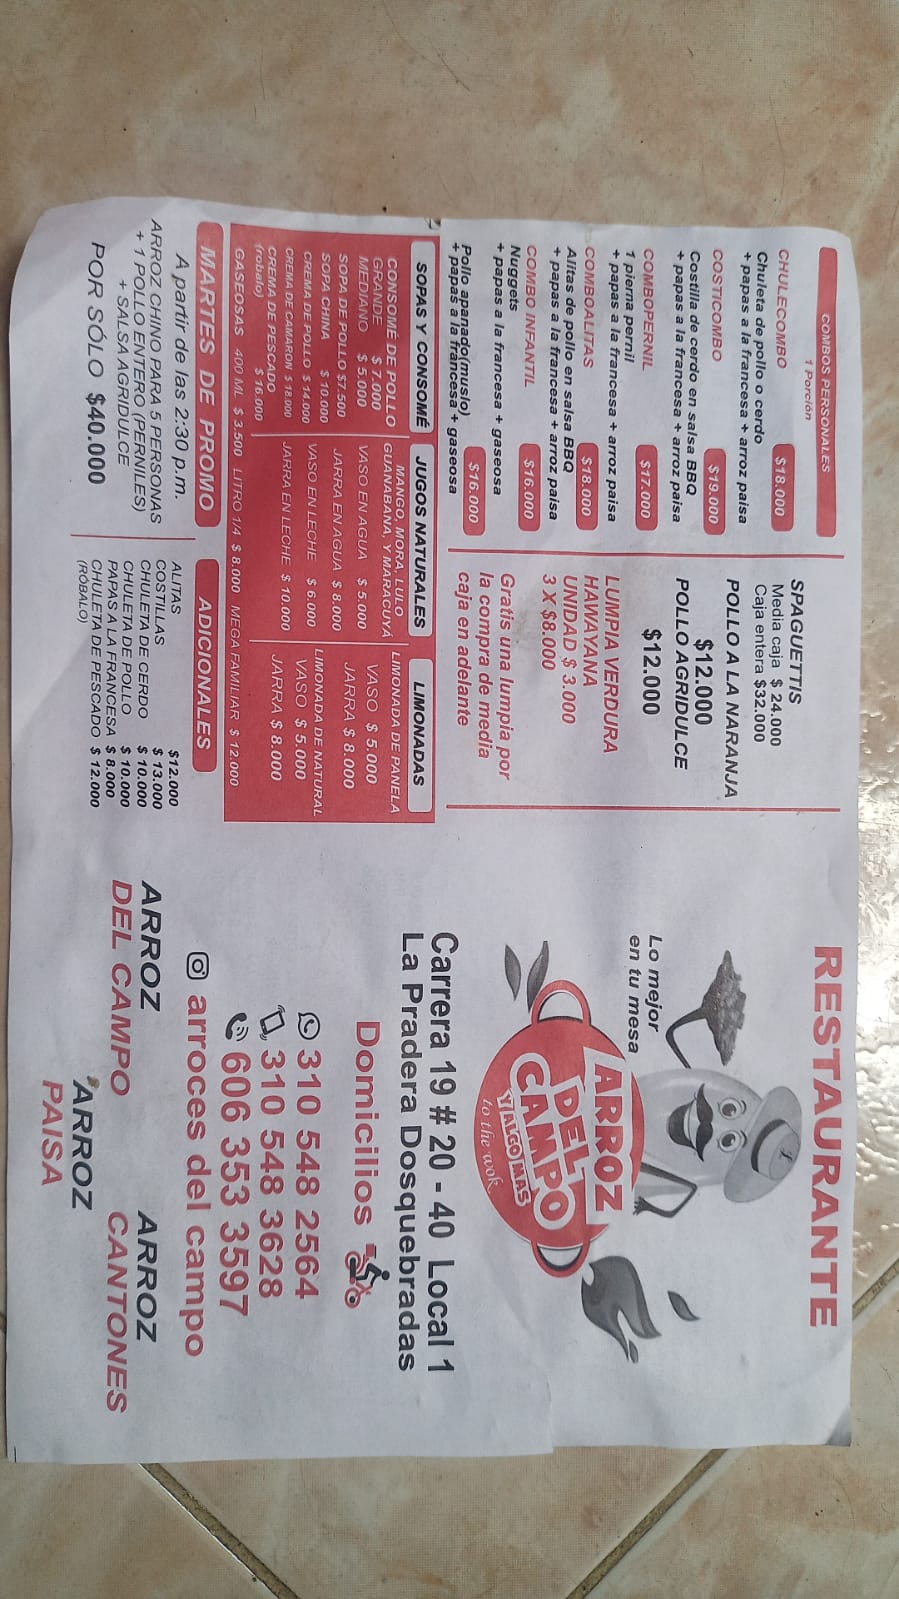 COMBOS PERSONALES
1 Porción
CHULECOMBO $18.000
Chuleta de pollo o cerdo
+ papas a la francesa + arroz paisa
COSTICOMBO $19.000
Costilla de cerdo en salsa BBQ
+ papas a la francesa + arroz paisa
COMBOPERNIL $17.000
1 pierna pernil
+ papas a la francesa + arroz paisa
COMBOALITAS $18.000
Alitas de pollo en salsa BBQ
+ papas a la francesa + arroz paisa
COMBO INFANTIL $16.000
Nuggets
+ papas a la francesa + gaseosa
Pollo apanado(muslo) $16.000
+ papas a la francesa + gaseosa
SPAGUETTIS
Media caja $ 24.000
Caja entera $32.000
POLLO A LA NARANJA
$12.000
POLLO AGRIDULCE
$12.000
LUMPIA VERDURA
HAWAYANA
UNIDAD $ 3.000
3 X $8.000
Gratis una lumpia por
la compra de media
caja en adelante
SOPAS Y CONSOMÉ
CONSOMÉ DE POLLO
GRANDE $ 7.000
MEDIANO $ 5.000
SOPA DE POLLO $7.500
SOPA CHINA $ 10.000
CREMA DE POLLO $ 14.000
CREMA DE CAMARON $ 18.000
CREMA DE PESCADO
(robalo) $ 16.000
JUGOS NATURALES
MANGO, MORA, LULO
GUANABANA, Y MARACUYÁ
VASO EN AGUA $ 5.000
JARRA EN AGUA $ 8.000
VASO EN LECHE $ 6.000
JARRA EN LECHE $ 10.000
LIMONADAS
LIMONADA DE PANELA
VASO $ 5.000
JARRA $ 8.000
LIMONADA DE NATURAL
VASO $ 5.000
JARRA $ 8.000
GASEOSAS 400 ML $ 3.500 LITRO 1/4 $ 8.000 MEGA FAMILIAR $ 12.000
MARTES DE PROMO
A partir de las 2:30 p.m.
ARROZ CHINO PARA 5 PERSONAS
+ 1 POLLO ENTERO (PERNILES)
+ SALSA AGRIDULCE
POR SÓLO $40.000
ADICIONALES
ALITAS $12.000
COSTILLAS $ 13.000
CHULETA DE CERDO $ 10.000
CHULETA DE POLLO $ 10.000
PAPAS A LA FRANCESA $ 8.000
CHULETA DE PESCADO $ 12.000
(RÓBALO)
RESTAURANTE
Lo mejor
en tu mesa
ARROZ
DEL
CAMPO
Y ALGO MAS
to the wok
Carrera 19 # 20 - 40 Local 1
La Pradera Dosquebradas
Domicilios
310 548 2564
310 548 3628
606 353 3597
arroces del campo
ARROZ
DEL CAMPO
ARROZ
PAISA
ARROZ
CANTONES